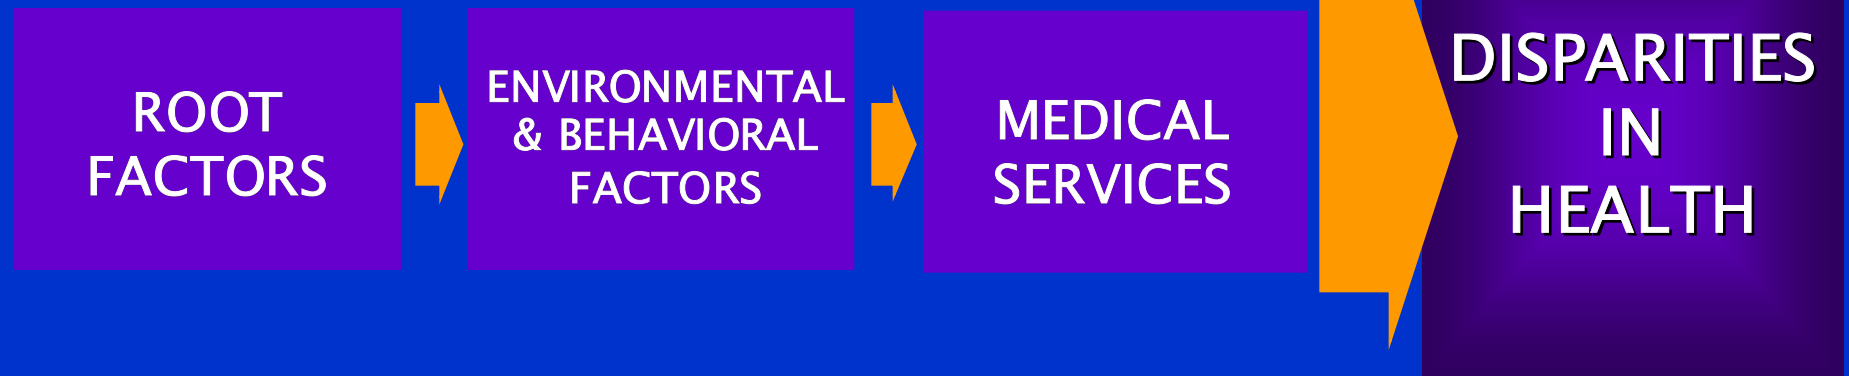 ROOT
FACTORS
ENVIRONMENTAL
& BEHAVIORAL
FACTORS
MEDICAL
SERVICES
DISPARITIES
IN
HEALTH